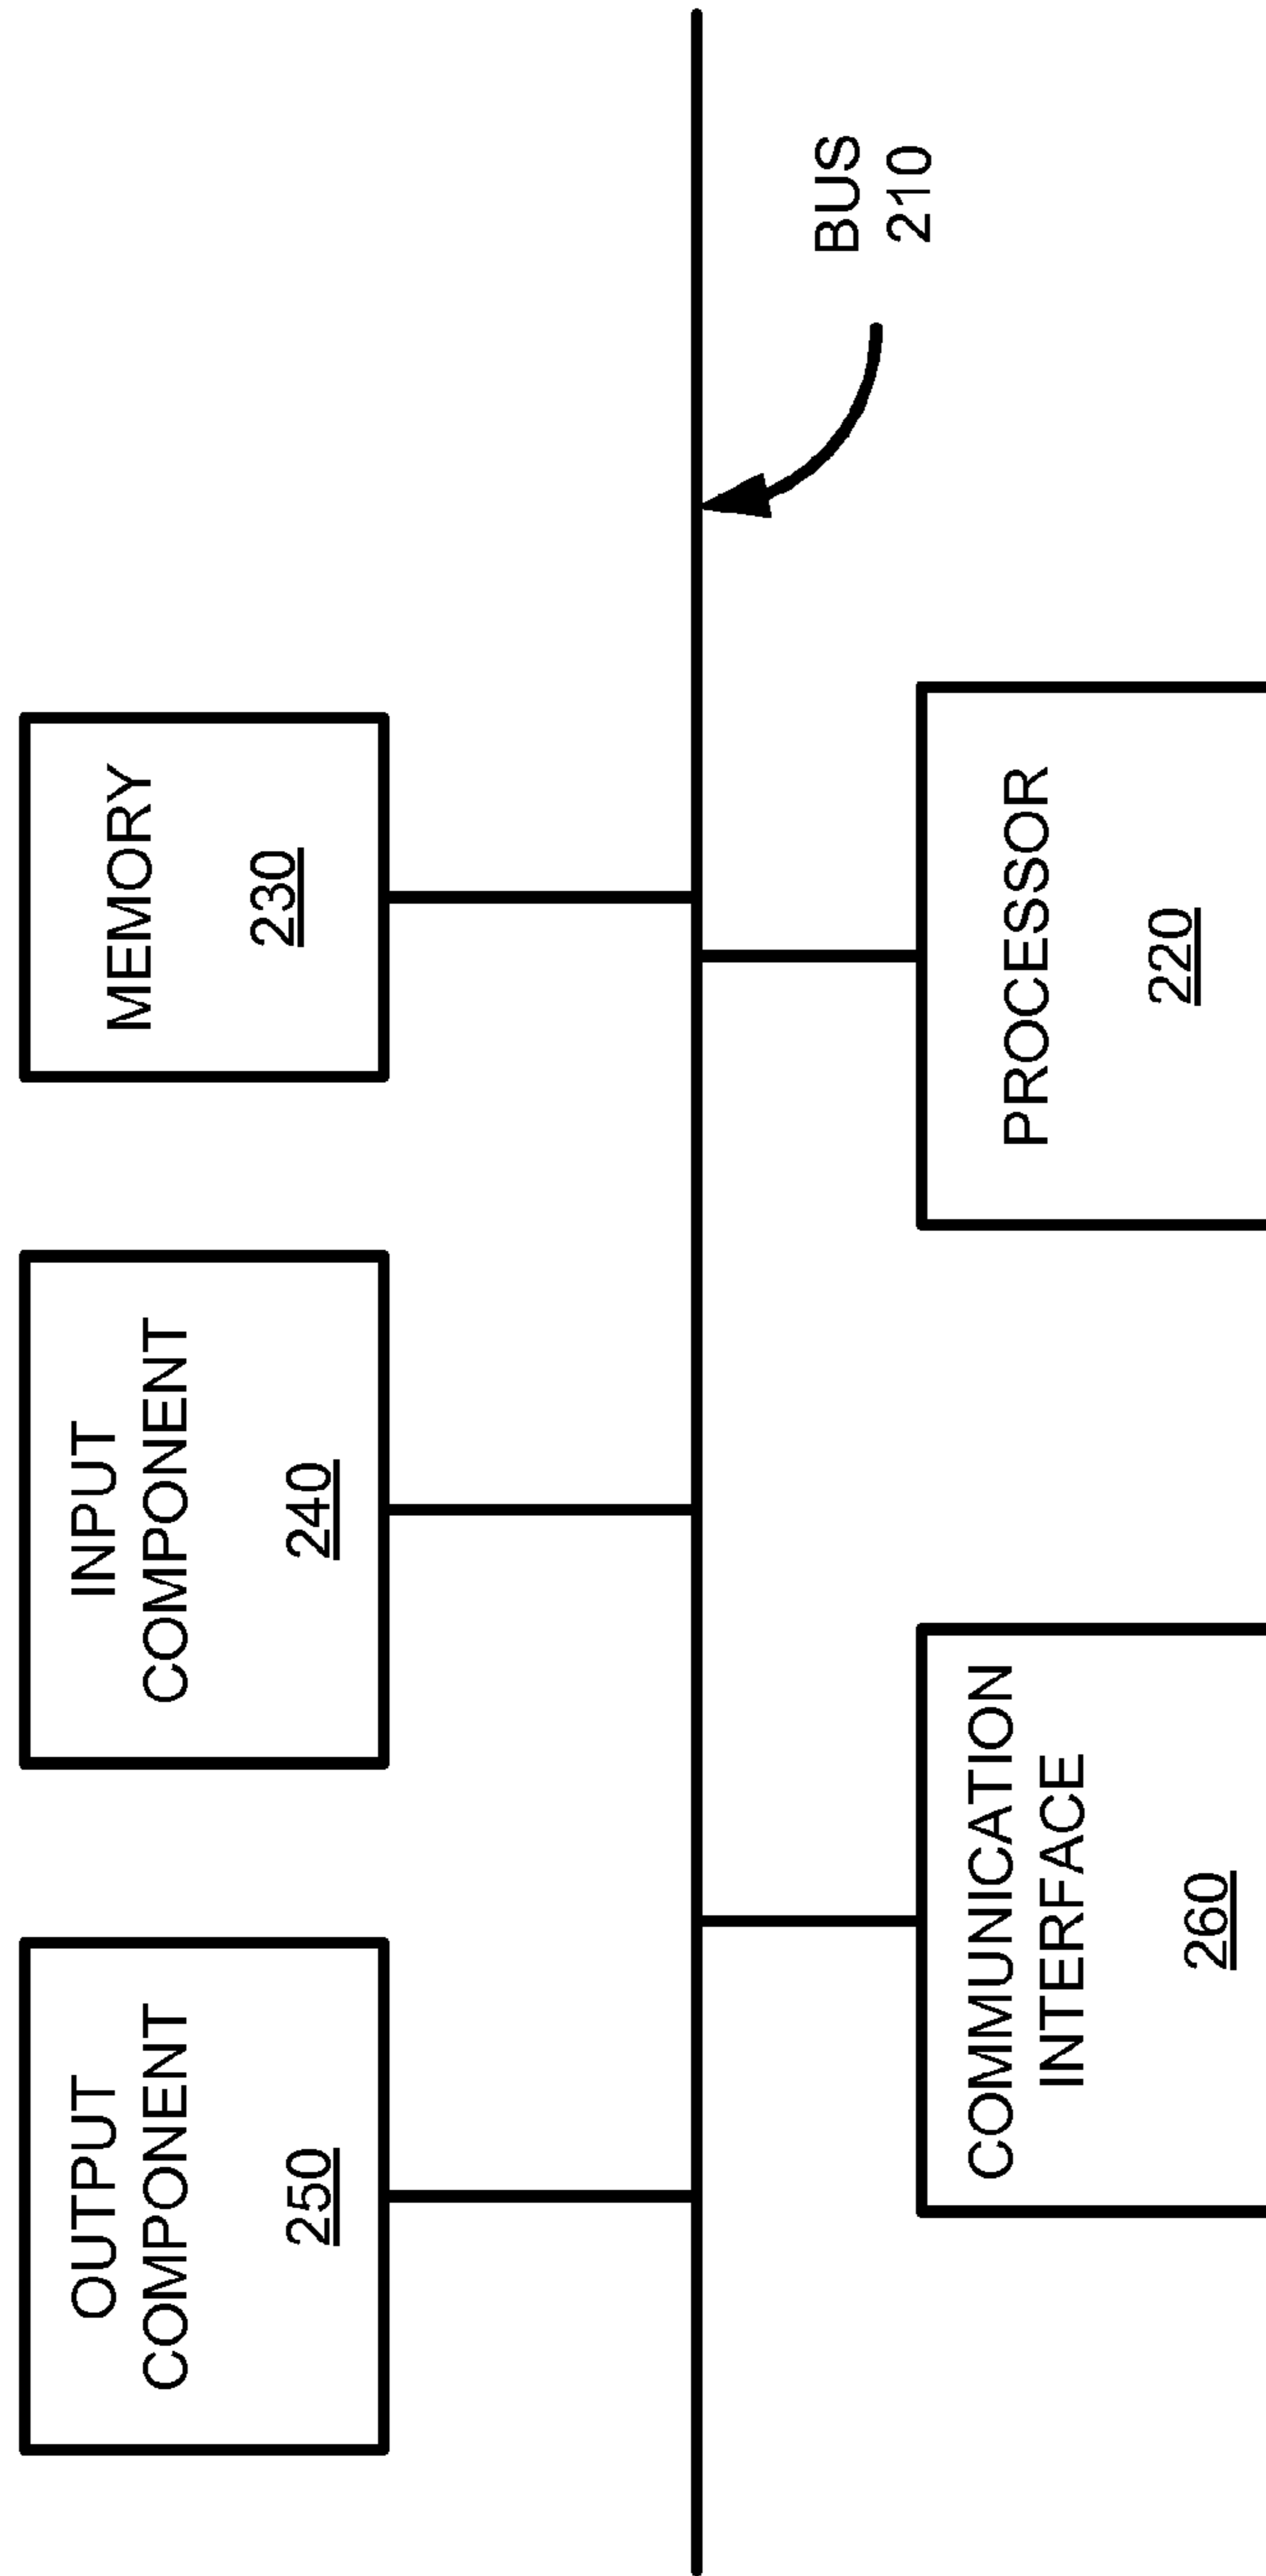 OUTPUT
COMPONENT
250
INPUT
COMPONENT
240
MEMORY
230
BUS
210
COMMUNICATION
INTERFACE
260
PROCESSOR
220